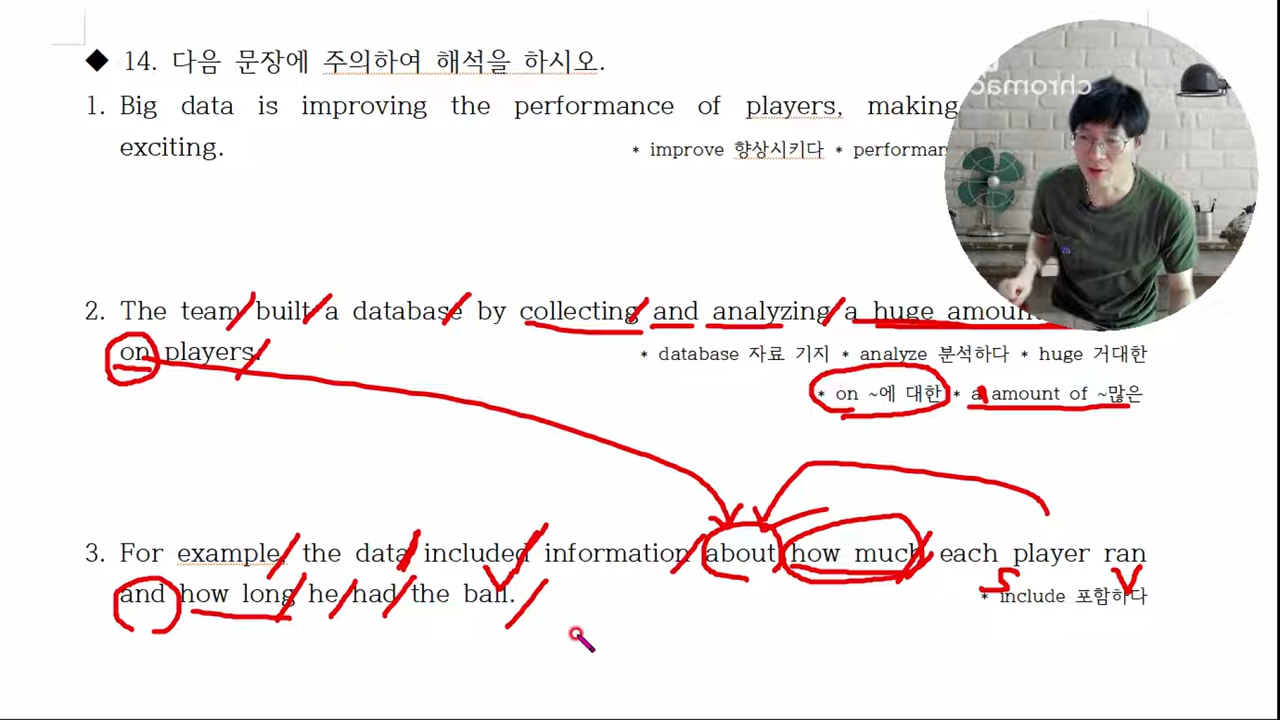 ◆ 14. 다음 문장에 주의하여 해석을 하시오.
chromac
1. Big data is improving the performance of players, making
exciting.
* improve 향상시키다 * performan
2. The team built a database by collecting and analyzing a huge amoun
on players.
* database 자료 기지 * analyze 분석하다 * huge 거대한
* on ~에 대한 * a amount of ~많은
3. For example, the data included information about how much each player ran
and how long he had the ball.
* include 포함하다
S V